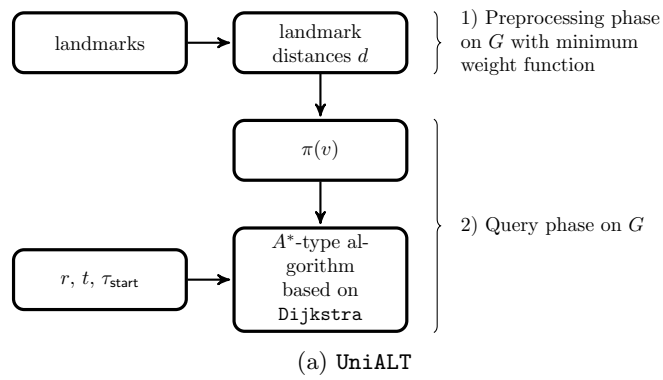 landmarks
landmark
distances d
1) Preprocessing phase
on G with minimum
weight function
π(v)
2) Query phase on G
r, t, τstart
A*-type al-
gorithm
based on
Dijkstra
(a) UniALT